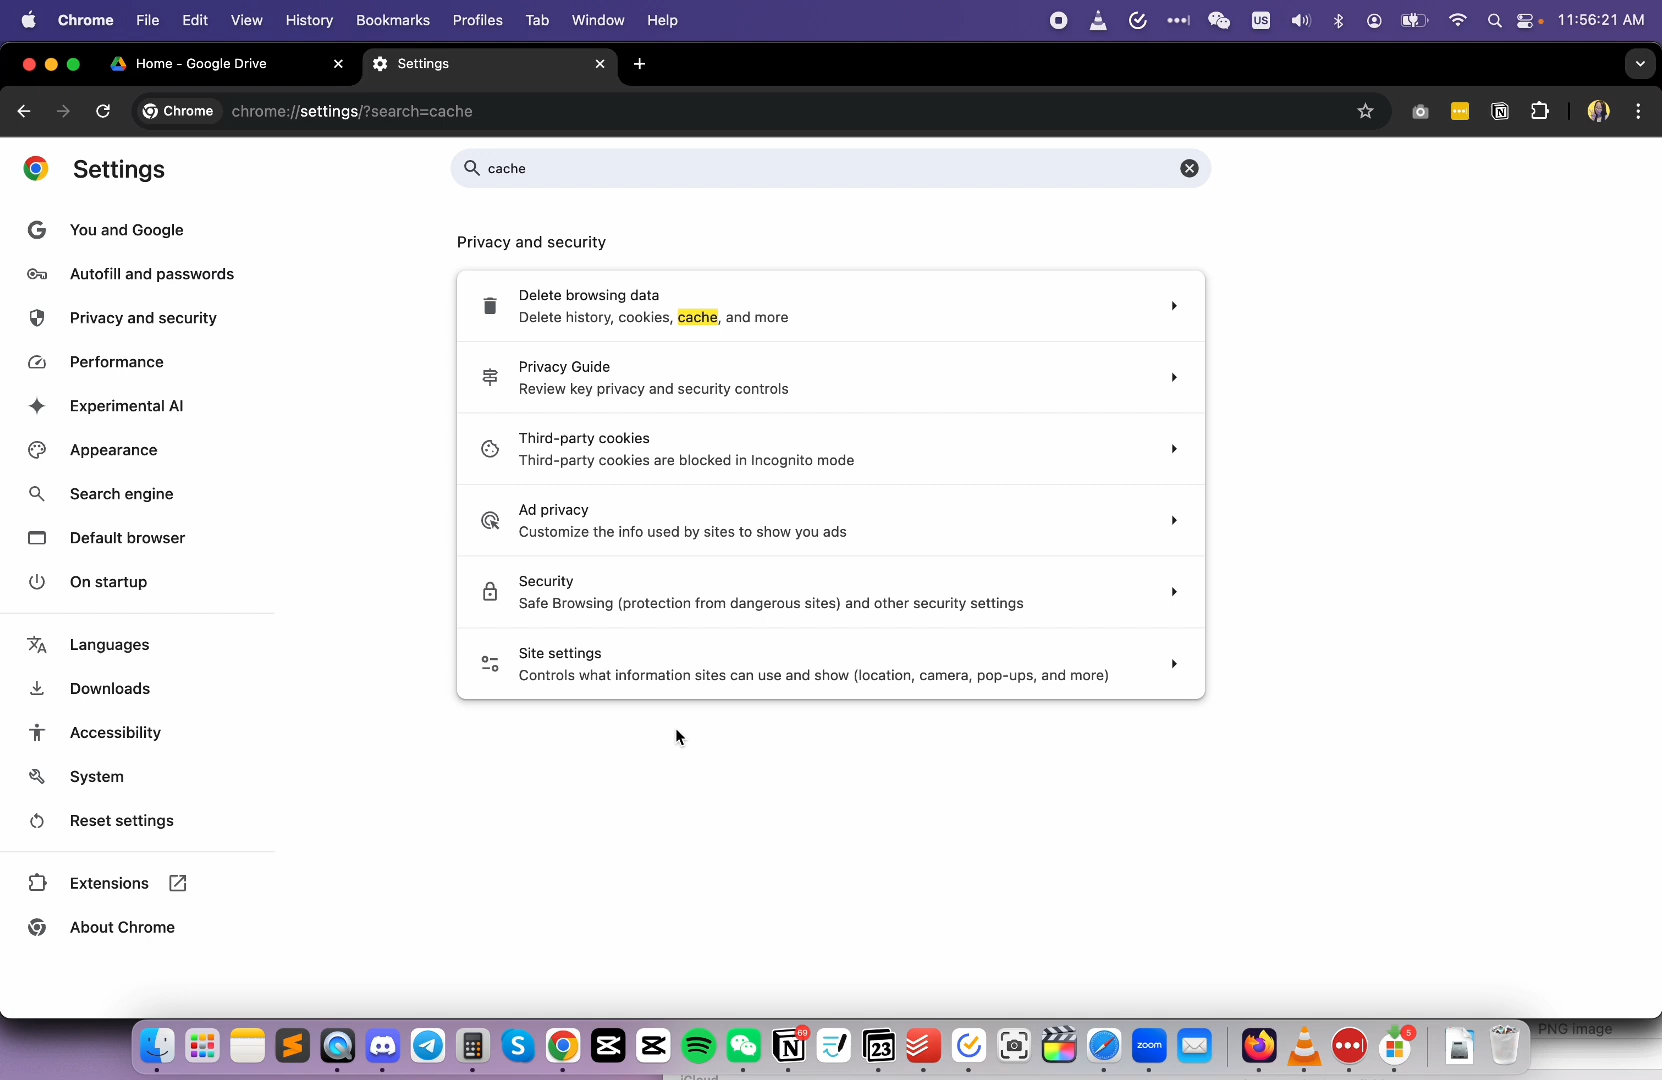 Chrome File Edit View History Bookmarks Profiles Tab Window Help US 11:56:21 AM
Home - Google Drive Settings
Chrome chrome://settings/?search=cache
Settings
cache
You and Google
Autofill and passwords
Privacy and security
Performance
Experimental AI
Appearance
Search engine
Default browser
On startup
Languages
Downloads
Accessibility
System
Reset settings
Extensions
About Chrome
Privacy and security
Delete browsing data
Delete history, cookies, cache, and more
Privacy Guide
Review key privacy and security controls
Third-party cookies
Third-party cookies are blocked in Incognito mode
Ad privacy
Customize the info used by sites to show you ads
Security
Safe Browsing (protection from dangerous sites) and other security settings
Site settings
Controls what information sites can use and show (location, camera, pop-ups, and more)
69
23
zoom
5
PNG image
iCloud